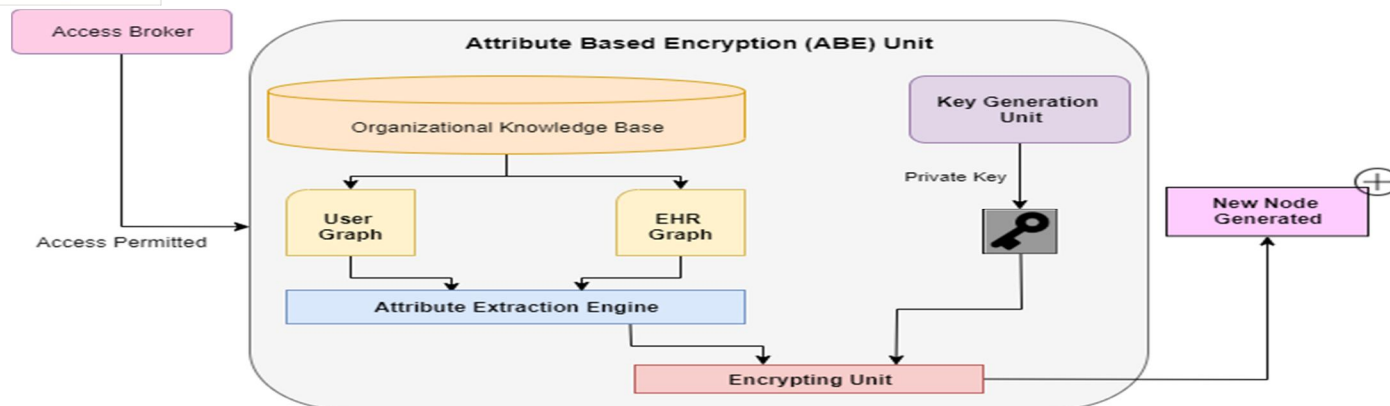 Access Broker
Attribute Based Encryption (ABE) Unit
Organizational Knowledge Base
Key Generation
Unit
Private Key
User
Graph
EHR
Graph
New Node
Generated
Access Permitted
Attribute Extraction Engine
Encrypting Unit